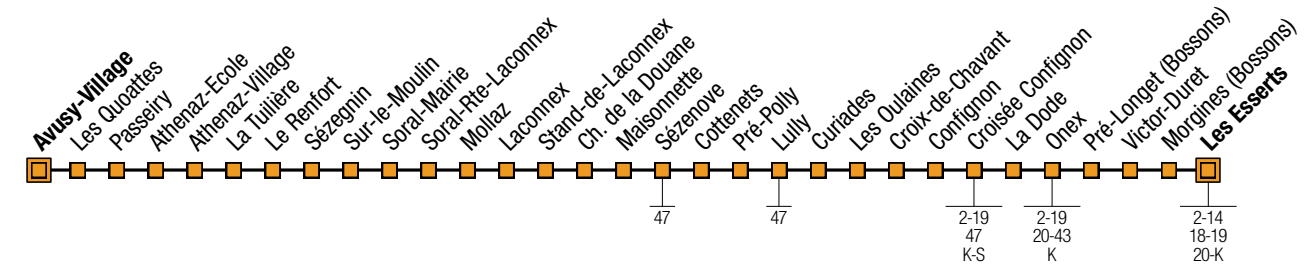 Avusy-Village
Les Quoattes
Passeiry
Athenaz-Ecole
Athenaz-Village
La Tuilière
Le Renfort
Sézegnin
Sur-le-Moulin
Soral-Mairie
Soral-Rte-Laconnex
Mollaz
Laconnex
Stand-de-Laconnex
Ch. de la Douane
Maisonnette
Sézenove
Cottenets
Pré-Polly
Lully
Curiades
Les Oulaines
Croix-de-Chavant
Confignon
Croisée Confignon
La Dode
Onex
Pré-Longet (Bossons)
Victor-Duret
Morgines (Bossons)
Les Esserts
47
47
2-19
47
K-S
2-19
20-43
K
2-14
18-19
20-K